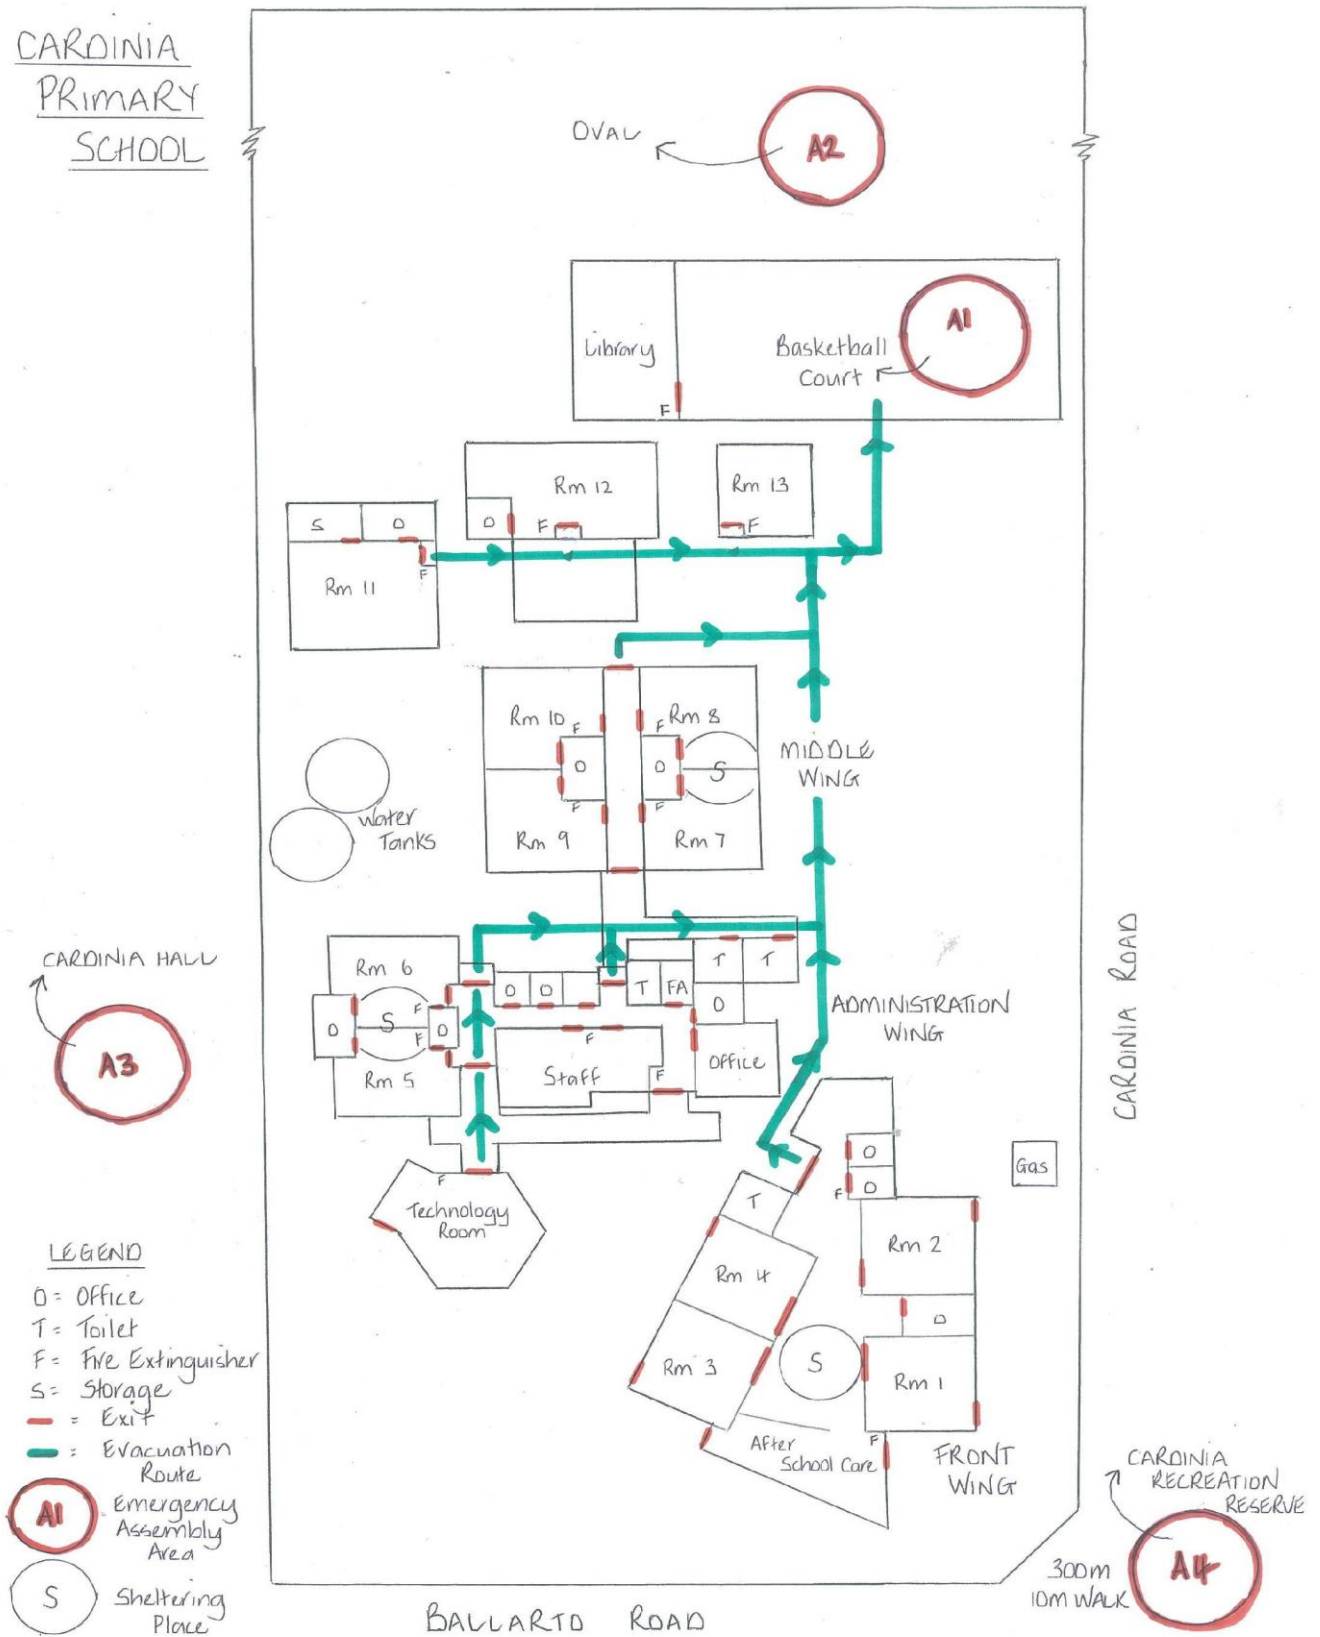 CARDINIA
PRIMARY
SCHOOL
OVAL
A2
Library
Basketball
Court
A1
F
Rm 12
Rm 13
S
O
O
F
F
F
Rm 11
Rm 10
F
F
Rm 8
O
O
S
MIDDLE
WING
F
F
Rm 9
Rm 7
Water
Tanks
CARDINIA HALL
A3
Rm 6
O
O
T
FA
T
T
O
O
S
F
F
O
Rm 5
F
Staff
F
OFFICE
ADMINISTRATION
WING
CARDINIA ROAD
O
O
F
Gas
F
Technology
Room
T
Rm 2
Rm 4
O
Rm 3
S
Rm 1
After
School Care
F
FRONT
WING
LEGEND
O = Office
T = Toilet
F = Fire Extinguisher
S = Storage
= Exit
= Evacuation
Route
A1
Emergency
Assembly
Area
S
Sheltering
Place
CARDINIA
RECREATION
RESERVE
A4
300m
10m WALK
BALLARTO ROAD